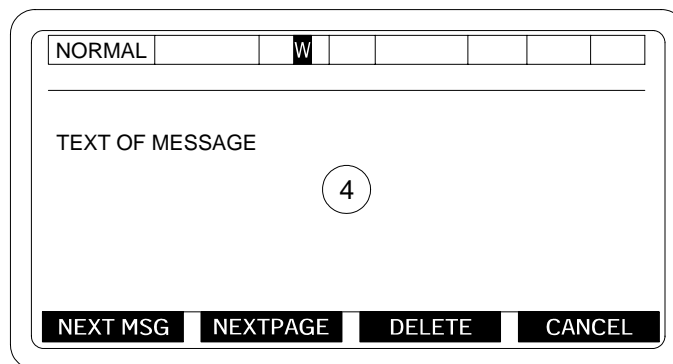 NORMAL W
TEXT OF MESSAGE
4
NEXT MSG NEXTPAGE DELETE CANCEL